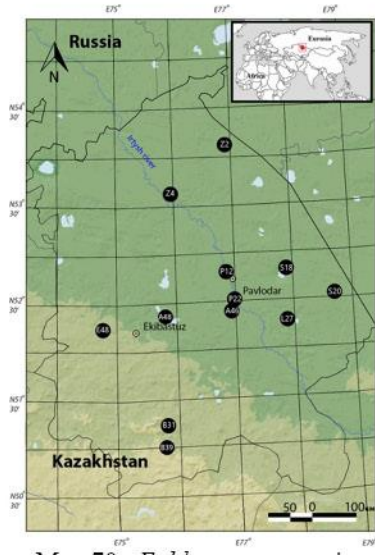 E75° E77° E79°
Russia
Eurasia
Africa
N
N54°
30'
Z2
Irtysh river
Z4
N53°
30'
P12
S18
Pavlodar
S20
N52°
30'
P22
A46
A48
L27
E48
Ekibastuz
N51°
30'
B31
B39
Kazakhstan
N50°
30'
50 0 100
E75° E77° E79